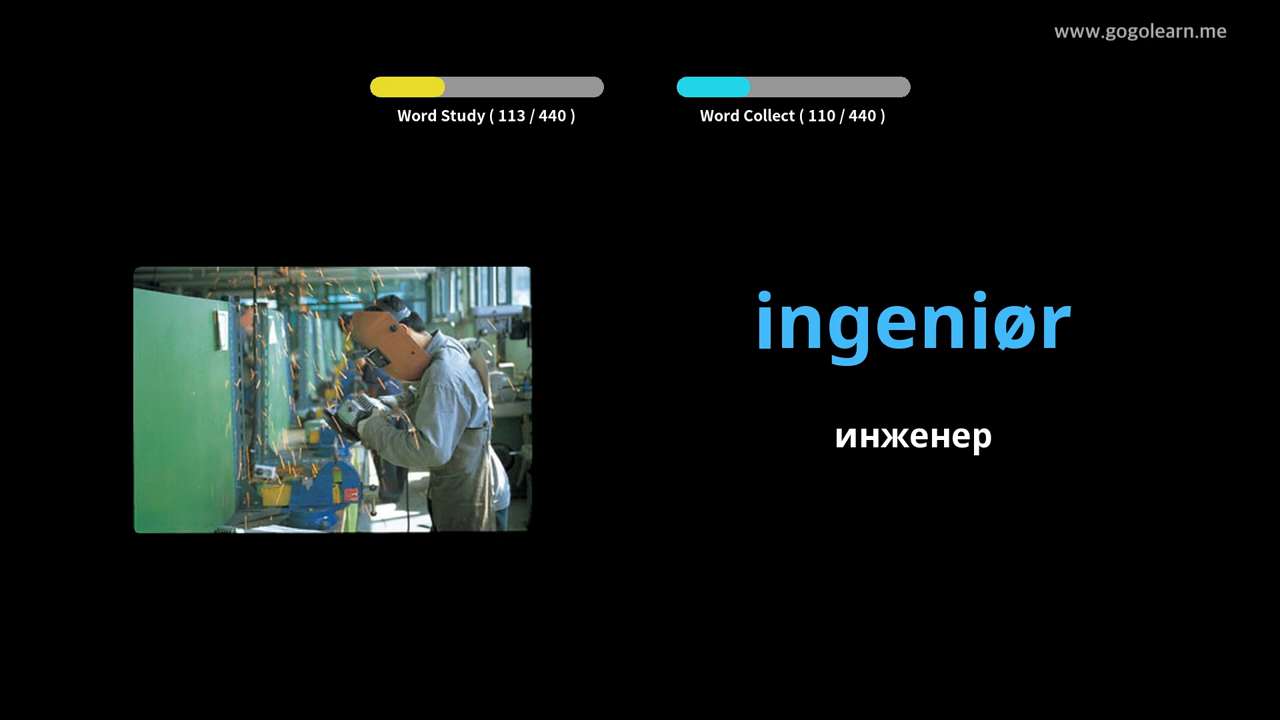 www.gogolearn.me
Word Study ( 113 / 440 )
Word Collect ( 110 / 440 )
ingeniør
инженер